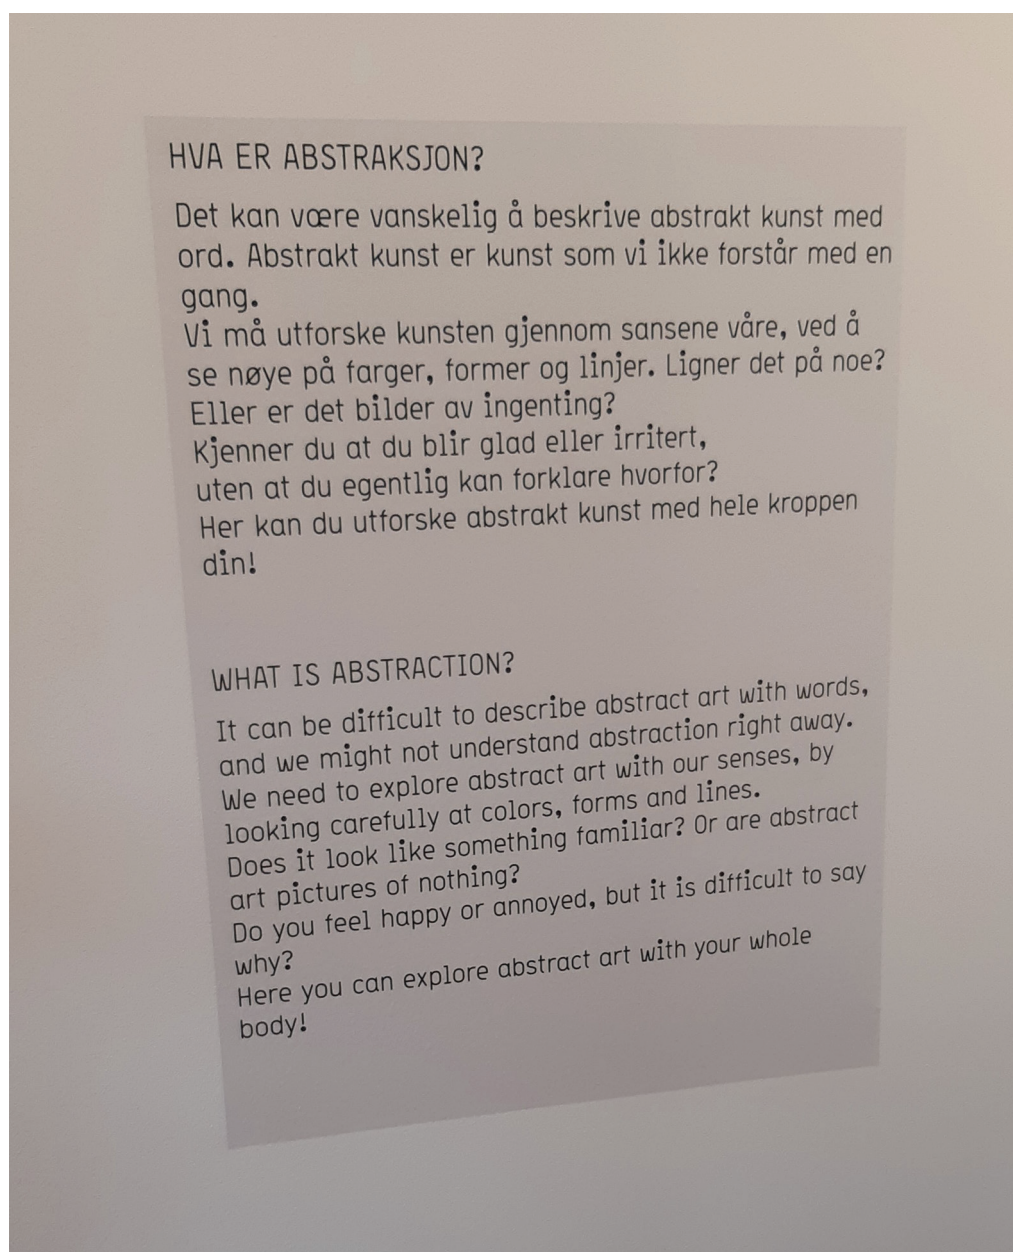 HVA ER ABSTRAKSJON?
Det kan være vanskelig å beskrive abstrakt kunst med
ord. Abstrakt kunst er kunst som vi ikke forstår med en
gang.
Vi må utforske kunsten gjennom sansene våre, ved å
se nøye på farger, former og linjer. Ligner det på noe?
Eller er det bilder av ingenting?
Kjenner du at du blir glad eller irritert,
uten at du egentlig kan forklare hvorfor?
Her kan du utforske abstrakt kunst med hele kroppen
din!
WHAT IS ABSTRACTION?
It can be difficult to describe abstract art with words,
and we might not understand abstraction right away.
We need to explore abstract art with our senses, by
looking carefully at colors, forms and lines.
Does it look like something familiar? Or are abstract
art pictures of nothing?
Do you feel happy or annoyed, but it is difficult to say
why?
Here you can explore abstract art with your whole
body!